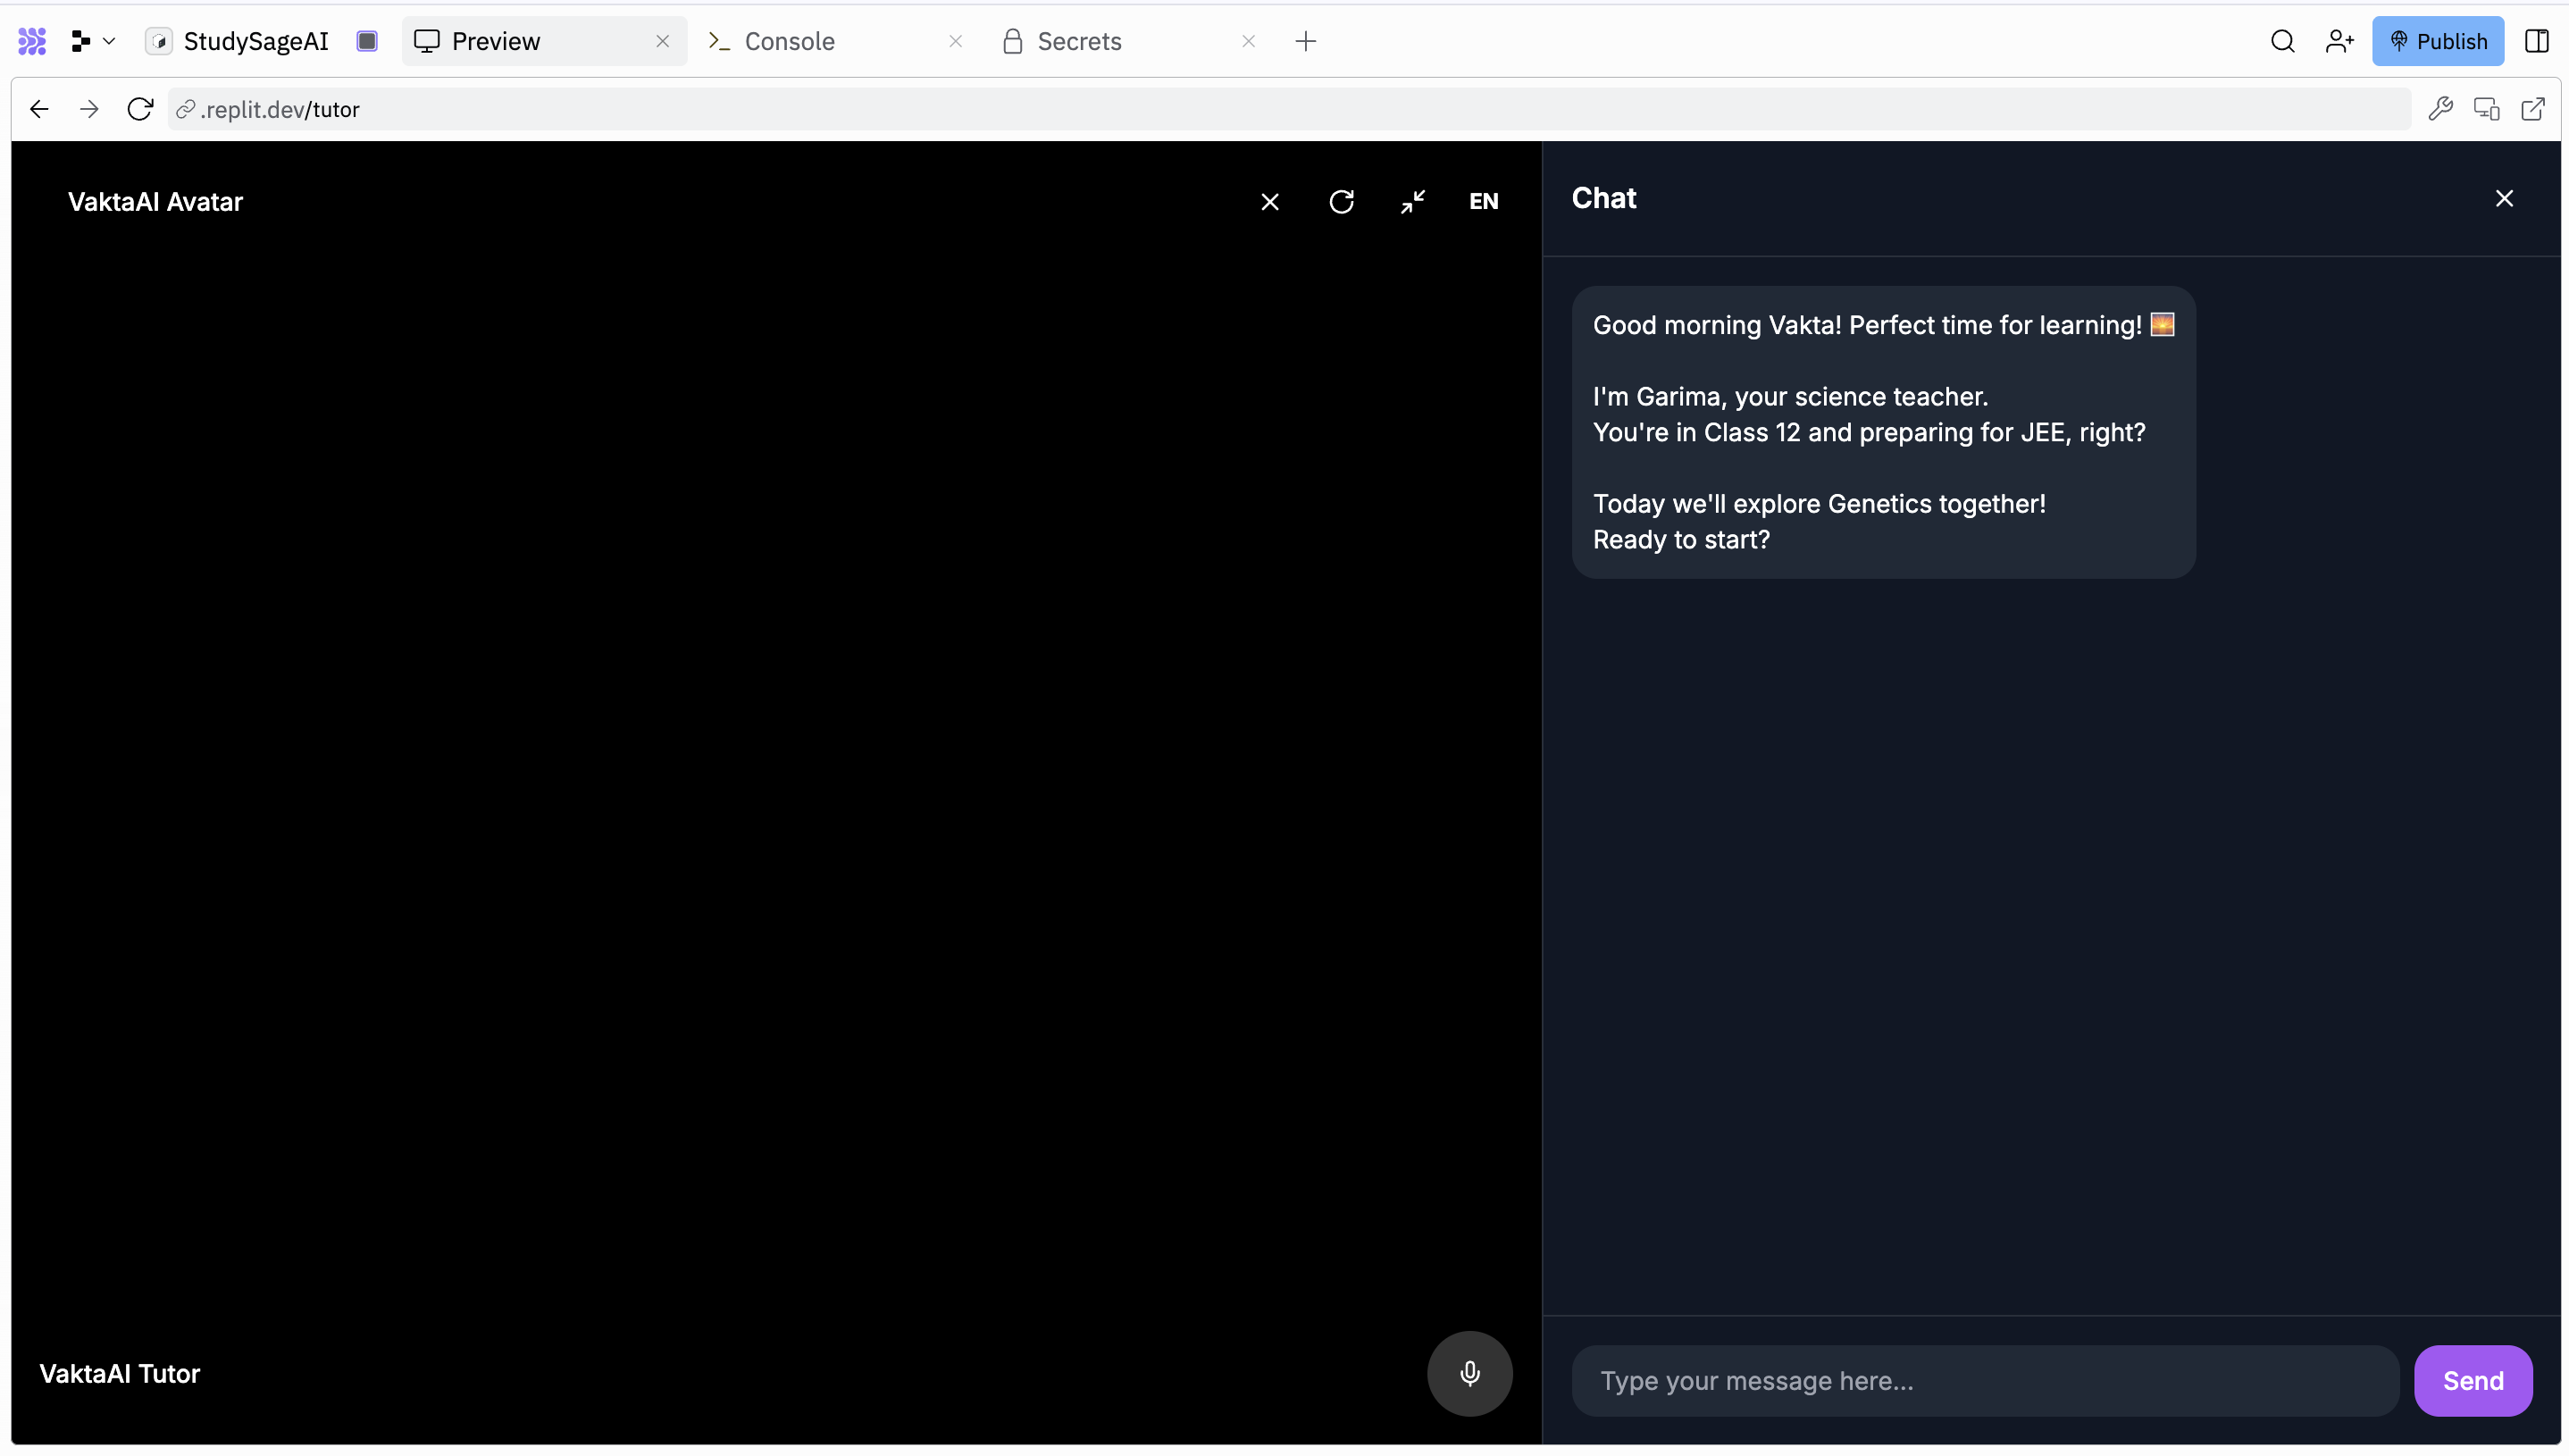 StudySageAI
Preview
Console
Secrets
Publish
.replit.dev/tutor
VaktaAI Avatar
EN
Chat
Good morning Vakta! Perfect time for learning! 🌅
I'm Garima, your science teacher.
You're in Class 12 and preparing for JEE, right?
Today we'll explore Genetics together!
Ready to start?
VaktaAI Tutor
Type your message here...
Send